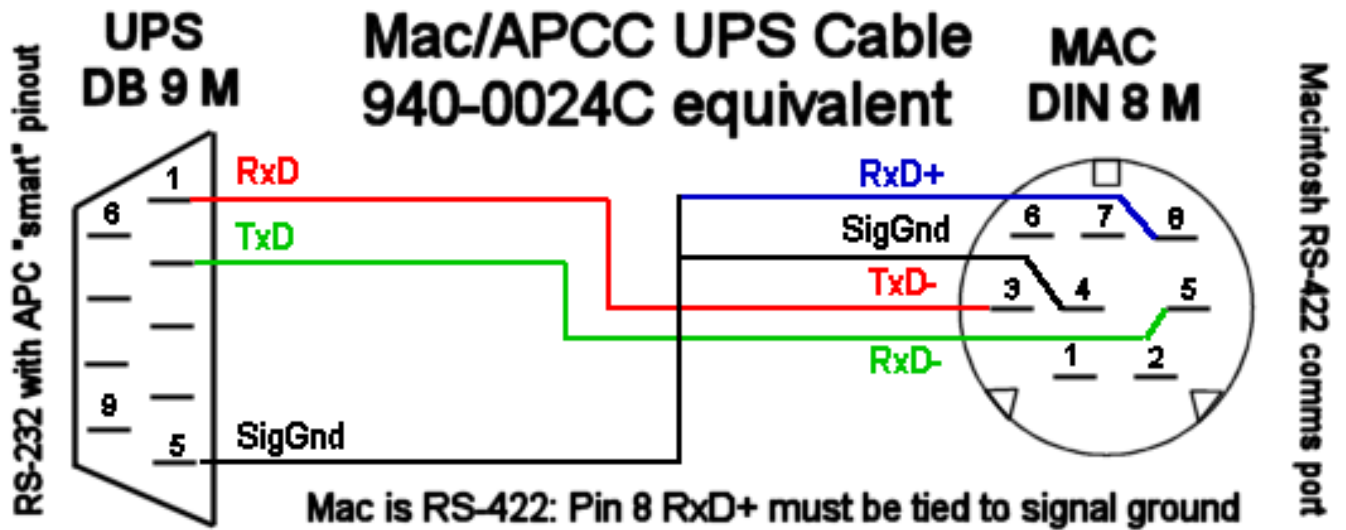 UPS
DB 9 M
Mac/APCC UPS Cable
940-0024C equivalent
MAC
DIN 8 M
RS-232 with APC "smart" pinout
Macintosh RS-422 comms port
1
RxD
6
TxD
9
5
SigGnd
RxD+
SigGnd
TxD-
RxD-
6
7
8
3
4
5
1
2
Mac is RS-422: Pin 8 RxD+ must be tied to signal ground